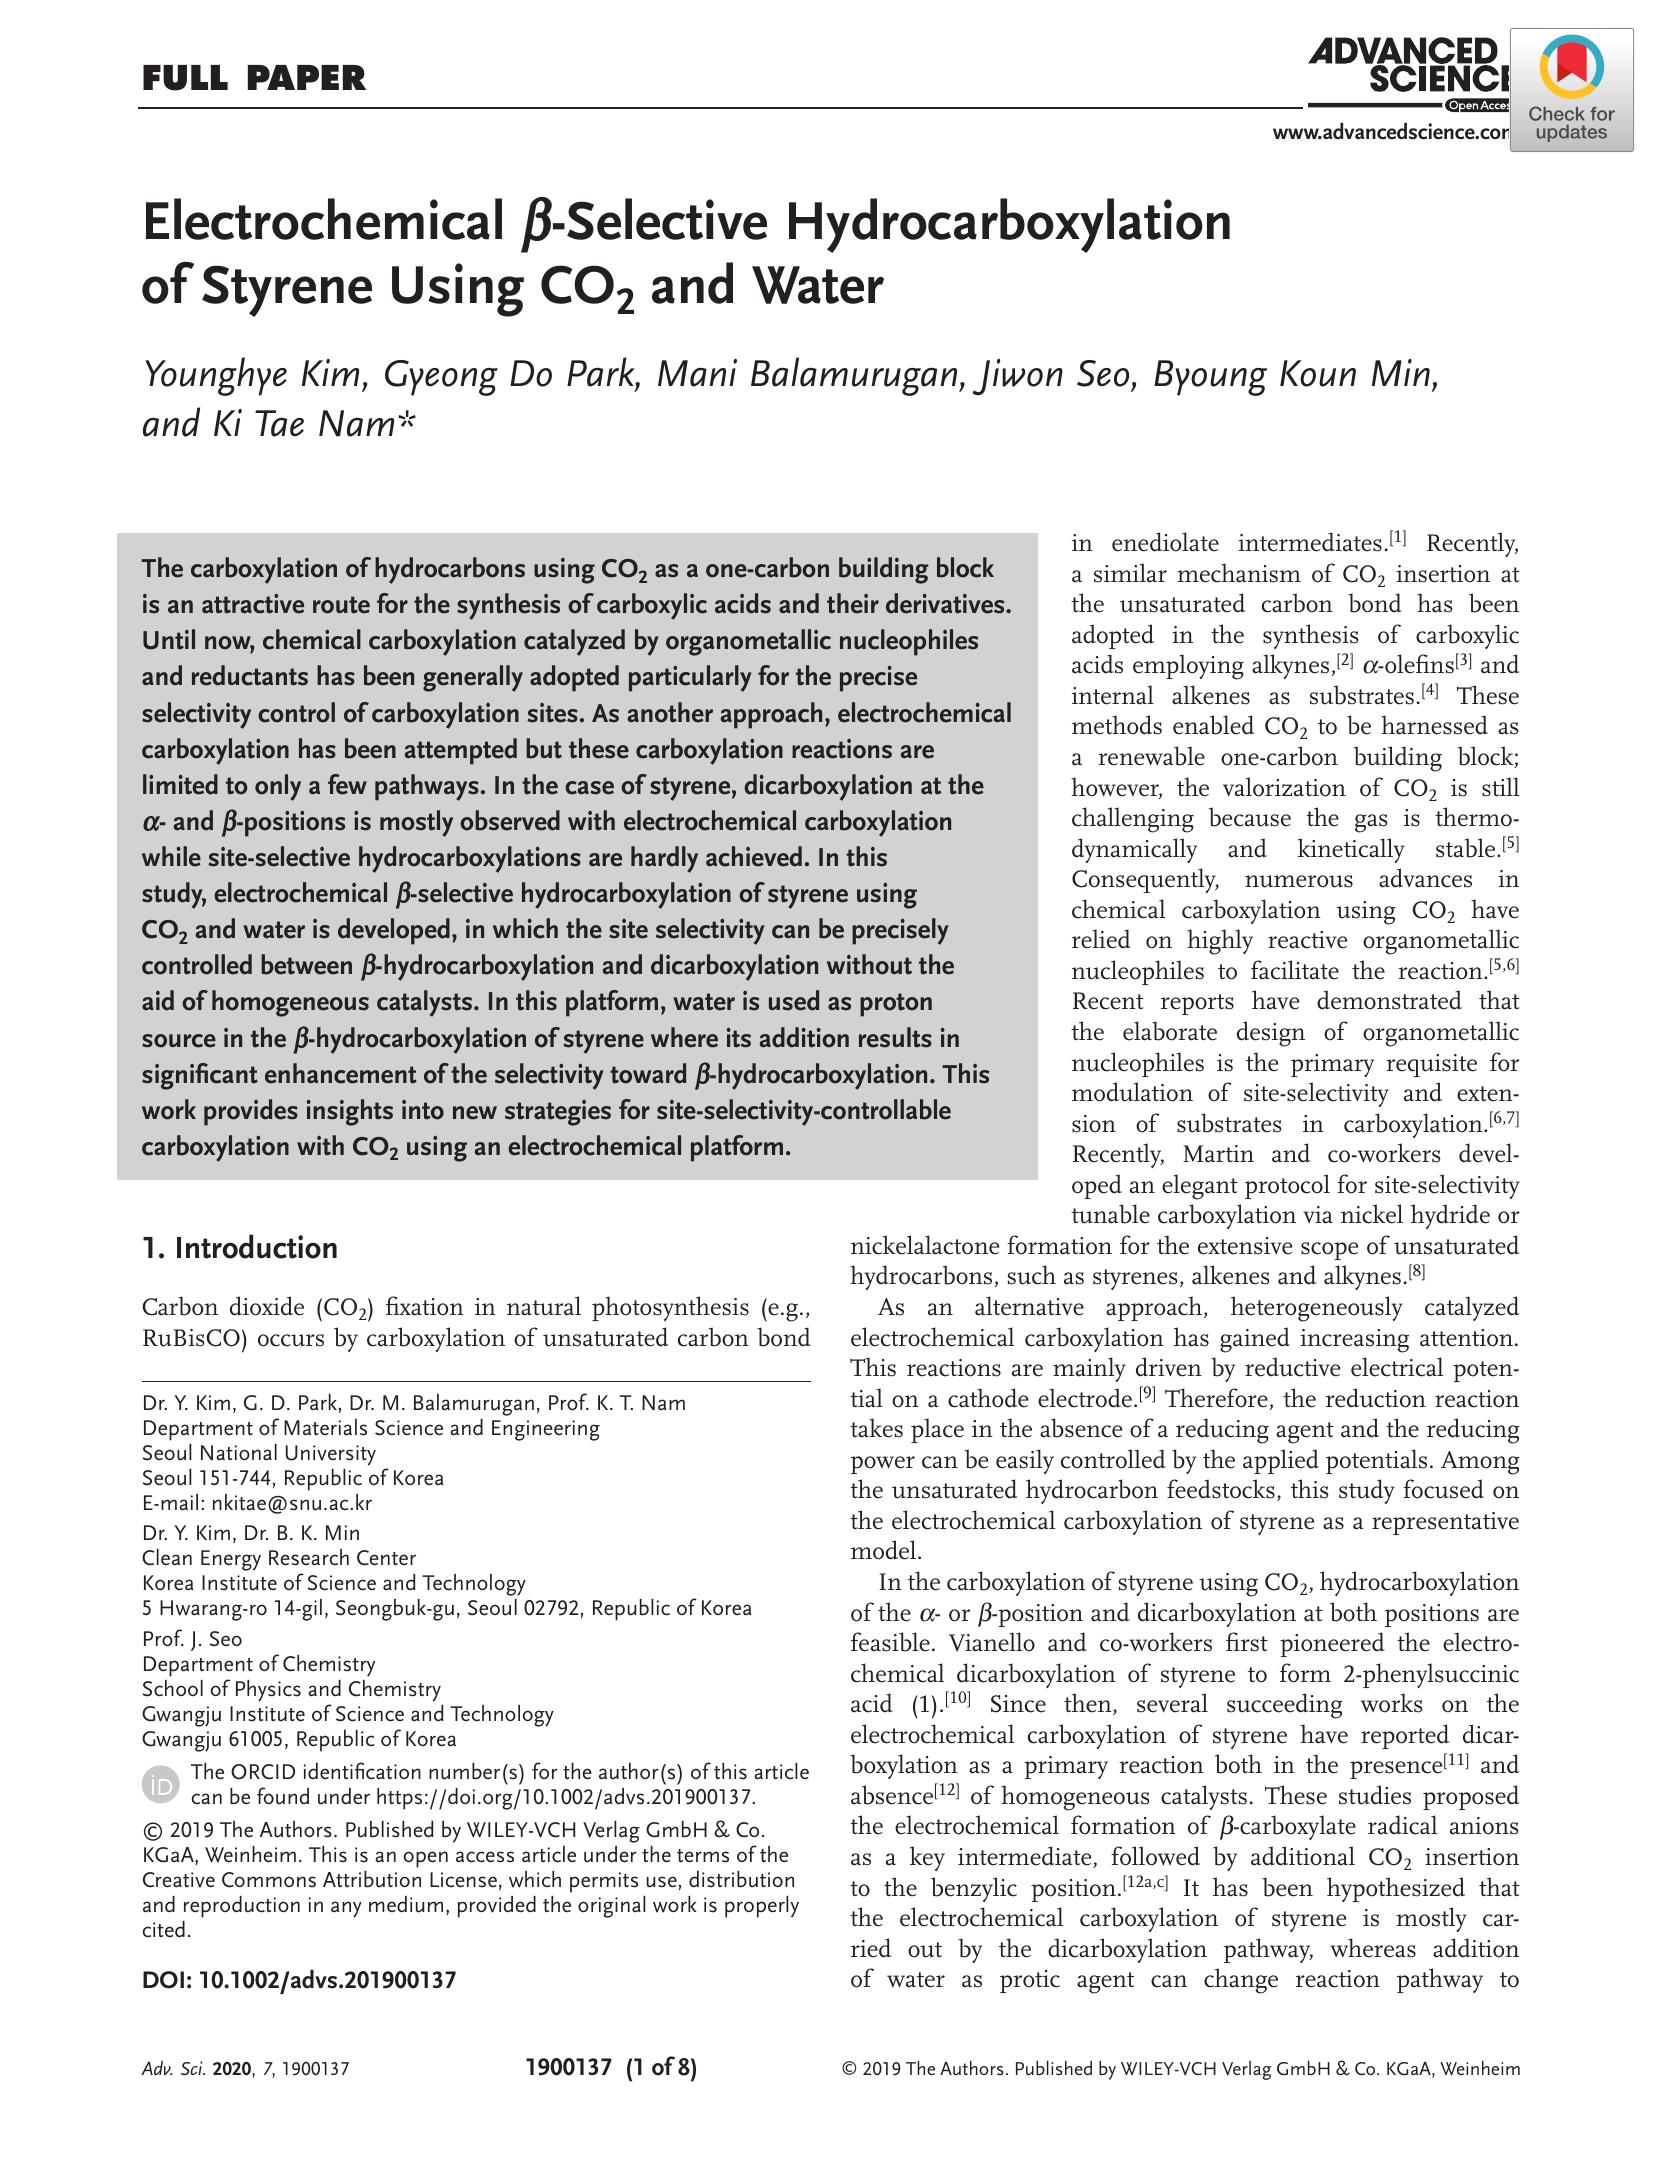 FULL PAPER
ADVANCED
SCIENCE
Open Acces
www.advancedscience.com
Check for
updates
Electrochemical β-Selective Hydrocarboxylation
of Styrene Using CO2 and Water
Younghye Kim, Gyeong Do Park, Mani Balamurugan, Jiwon Seo, Byoung Koun Min,
and Ki Tae Nam*
The carboxylation of hydrocarbons using CO2 as a one-carbon building block
is an attractive route for the synthesis of carboxylic acids and their derivatives.
Until now, chemical carboxylation catalyzed by organometallic nucleophiles
and reductants has been generally adopted particularly for the precise
selectivity control of carboxylation sites. As another approach, electrochemical
carboxylation has been attempted but these carboxylation reactions are
limited to only a few pathways. In the case of styrene, dicarboxylation at the
α- and β-positions is mostly observed with electrochemical carboxylation
while site-selective hydrocarboxylations are hardly achieved. In this
study, electrochemical β-selective hydrocarboxylation of styrene using
CO2 and water is developed, in which the site selectivity can be precisely
controlled between β-hydrocarboxylation and dicarboxylation without the
aid of homogeneous catalysts. In this platform, water is used as proton
source in the β-hydrocarboxylation of styrene where its addition results in
significant enhancement of the selectivity toward β-hydrocarboxylation. This
work provides insights into new strategies for site-selectivity-controllable
carboxylation with CO2 using an electrochemical platform.
1. Introduction
Carbon dioxide (CO2) fixation in natural photosynthesis (e.g.,
RuBisCO) occurs by carboxylation of unsaturated carbon bond
in enediolate intermediates.[1] Recently,
a similar mechanism of CO2 insertion at
the unsaturated carbon bond has been
adopted in the synthesis of carboxylic
acids employing alkynes,[2] α-olefins[3] and
internal alkenes as substrates.[4] These
methods enabled CO2 to be harnessed as
a renewable one-carbon building block;
however, the valorization of CO2 is still
challenging because the gas is thermo-
dynamically and kinetically stable.[5]
Consequently, numerous advances in
chemical carboxylation using CO2 have
relied on highly reactive organometallic
nucleophiles to facilitate the reaction.[5,6]
Recent reports have demonstrated that
the elaborate design of organometallic
nucleophiles is the primary requisite for
modulation of site-selectivity and exten-
sion of substrates in carboxylation.[6,7]
Recently, Martin and co-workers devel-
oped an elegant protocol for site-selectivity
tunable carboxylation via nickel hydride or
nickelalactone formation for the extensive scope of unsaturated
hydrocarbons, such as styrenes, alkenes and alkynes.[8]
As an alternative approach, heterogeneously catalyzed
electrochemical carboxylation has gained increasing attention.
This reactions are mainly driven by reductive electrical poten-
tial on a cathode electrode.[9] Therefore, the reduction reaction
takes place in the absence of a reducing agent and the reducing
power can be easily controlled by the applied potentials. Among
the unsaturated hydrocarbon feedstocks, this study focused on
the electrochemical carboxylation of styrene as a representative
model.
In the carboxylation of styrene using CO2, hydrocarboxylation
of the α- or β-position and dicarboxylation at both positions are
feasible. Vianello and co-workers first pioneered the electro-
chemical dicarboxylation of styrene to form 2-phenylsuccinic
acid (1).[10] Since then, several succeeding works on the
electrochemical carboxylation of styrene have reported dicar-
boxylation as a primary reaction both in the presence[11] and
absence[12] of homogeneous catalysts. These studies proposed
the electrochemical formation of β-carboxylate radical anions
as a key intermediate, followed by additional CO2 insertion
to the benzylic position.[12a,c] It has been hypothesized that
the electrochemical carboxylation of styrene is mostly car-
ried out by the dicarboxylation pathway, whereas addition
of water as protic agent can change reaction pathway to
Dr. Y. Kim, G. D. Park, Dr. M. Balamurugan, Prof. K. T. Nam
Department of Materials Science and Engineering
Seoul National University
Seoul 151-744, Republic of Korea
E-mail: nkitae@snu.ac.kr
Dr. Y. Kim, Dr. B. K. Min
Clean Energy Research Center
Korea Institute of Science and Technology
5 Hwarang-ro 14-gil, Seongbuk-gu, Seoul 02792, Republic of Korea
Prof. J. Seo
Department of Chemistry
School of Physics and Chemistry
Gwangju Institute of Science and Technology
Gwangju 61005, Republic of Korea
iD The ORCID identification number(s) for the author(s) of this article
can be found under https://doi.org/10.1002/advs.201900137.
© 2019 The Authors. Published by WILEY-VCH Verlag GmbH & Co.
KGaA, Weinheim. This is an open access article under the terms of the
Creative Commons Attribution License, which permits use, distribution
and reproduction in any medium, provided the original work is properly
cited.
DOI: 10.1002/advs.201900137
Adv. Sci. 2020, 7, 1900137
1900137 (1 of 8)
© 2019 The Authors. Published by WILEY-VCH Verlag GmbH & Co. KGaA, Weinheim